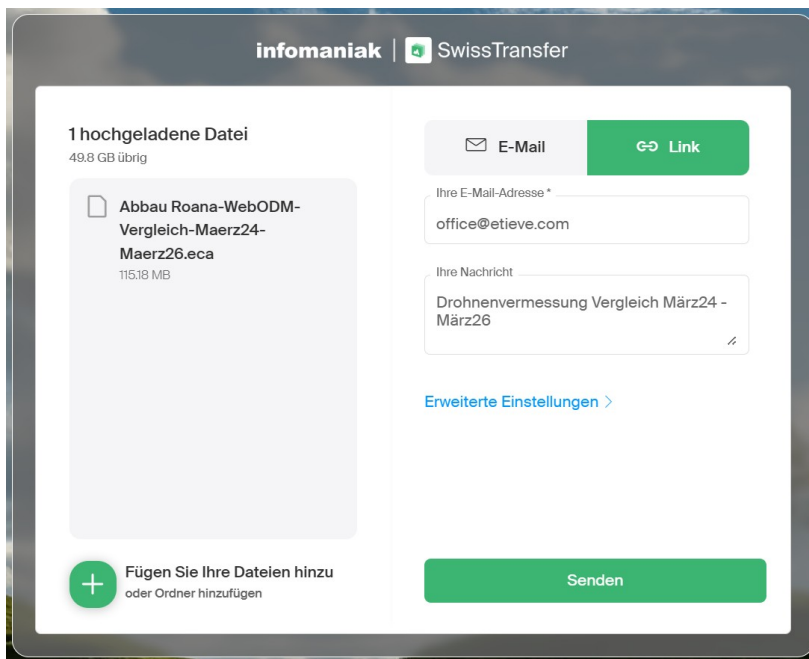 infomaniak | SwissTransfer
1 hochgeladene Datei
49.8 GB übrig
Abbau Roana-WebODM-
Vergleich-Maerz24-
Maerz26.eca
115.18 MB
Fügen Sie Ihre Dateien hinzu
oder Ordner hinzufügen
E-Mail
Link
Ihre E-Mail-Adresse *
office@etieve.com
Ihre Nachricht
Drohnenvermessung Vergleich März24 -
März26
Erweiterte Einstellungen >
Senden